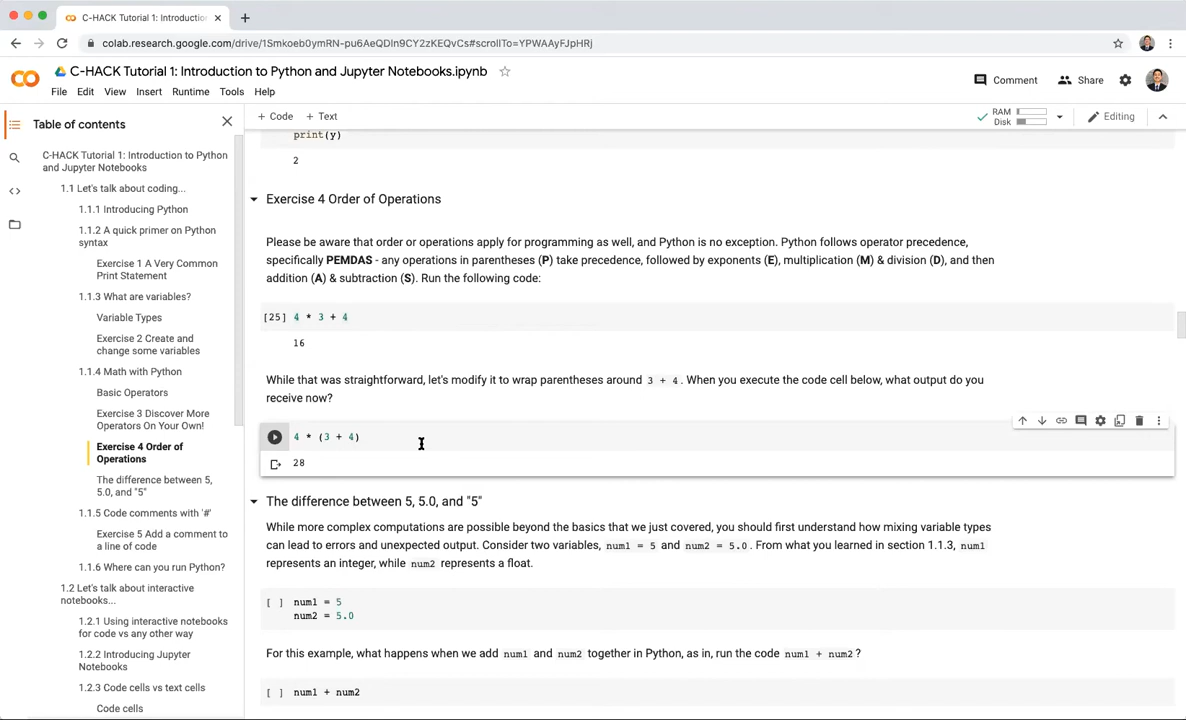 C-HACK Tutorial 1: Introduction
colab.research.google.com/drive/1Smkoeb0ymRN-pu6AeQDIn9CY2zKEQvCs#scrollTo=YPWAAyFJpHRj
C-HACK Tutorial 1: Introduction to Python and Jupyter Notebooks.ipynb
Comment
Share
File Edit View Insert Runtime Tools Help
Table of contents
C-HACK Tutorial 1: Introduction to Python
and Jupyter Notebooks
1.1 Let's talk about coding...
1.1.1 Introducing Python
1.1.2 A quick primer on Python
syntax
Exercise 1 A Very Common
Print Statement
1.1.3 What are variables?
Variable Types
Exercise 2 Create and
change some variables
1.1.4 Math with Python
Basic Operators
Exercise 3 Discover More
Operators On Your Own!
Exercise 4 Order of
Operations
The difference between 5,
5.0, and "5"
1.1.5 Code comments with '#'
Exercise 5 Add a comment to
a line of code
1.1.6 Where can you run Python?
1.2 Let's talk about interactive
notebooks...
1.2.1 Using interactive notebooks
for code vs any other way
1.2.2 Introducing Jupyter
Notebooks
1.2.3 Code cells vs text cells
Code cells
+ Code + Text
RAM
Disk
Editing
print(y)
2
Exercise 4 Order of Operations
Please be aware that order or operations apply for programming as well, and Python is no exception. Python follows operator precedence,
specifically PEMDAS - any operations in parentheses (P) take precedence, followed by exponents (E), multiplication (M) & division (D), and then
addition (A) & subtraction (S). Run the following code:
[25] 4 * 3 + 4
16
While that was straightforward, let's modify it to wrap parentheses around 3 + 4. When you execute the code cell below, what output do you
receive now?
4 * (3 + 4)
28
The difference between 5, 5.0, and "5"
While more complex computations are possible beyond the basics that we just covered, you should first understand how mixing variable types
can lead to errors and unexpected output. Consider two variables, num1 = 5 and num2 = 5.0. From what you learned in section 1.1.3, num1
represents an integer, while num2 represents a float.
[ ] num1 = 5
num2 = 5.0
For this example, what happens when we add num1 and num2 together in Python, as in, run the code num1 + num2?
[ ] num1 + num2